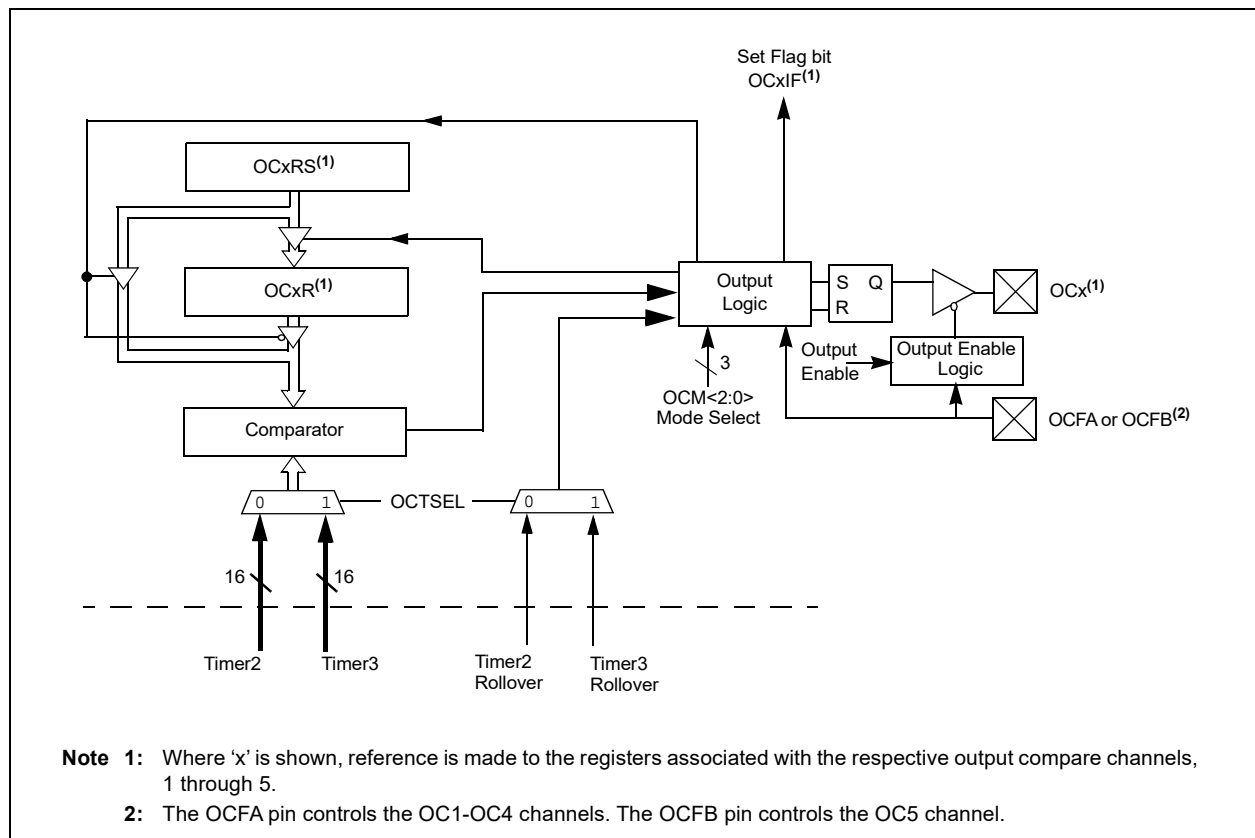 Set Flag bit
OCxIF(1)
OCxRS(1)
OCxR(1)
Output
Logic
S Q
R
OCx(1)
Output
Enable
Output Enable
Logic
3
OCM<2:0>
Mode Select
OCFA or OCFB(2)
Comparator
0 1
OCTSEL
0 1
16
16
Timer2
Timer3
Timer2
Rollover
Timer3
Rollover
Note 1: Where ‘x’ is shown, reference is made to the registers associated with the respective output compare channels,
1 through 5.
2: The OCFA pin controls the OC1-OC4 channels. The OCFB pin controls the OC5 channel.